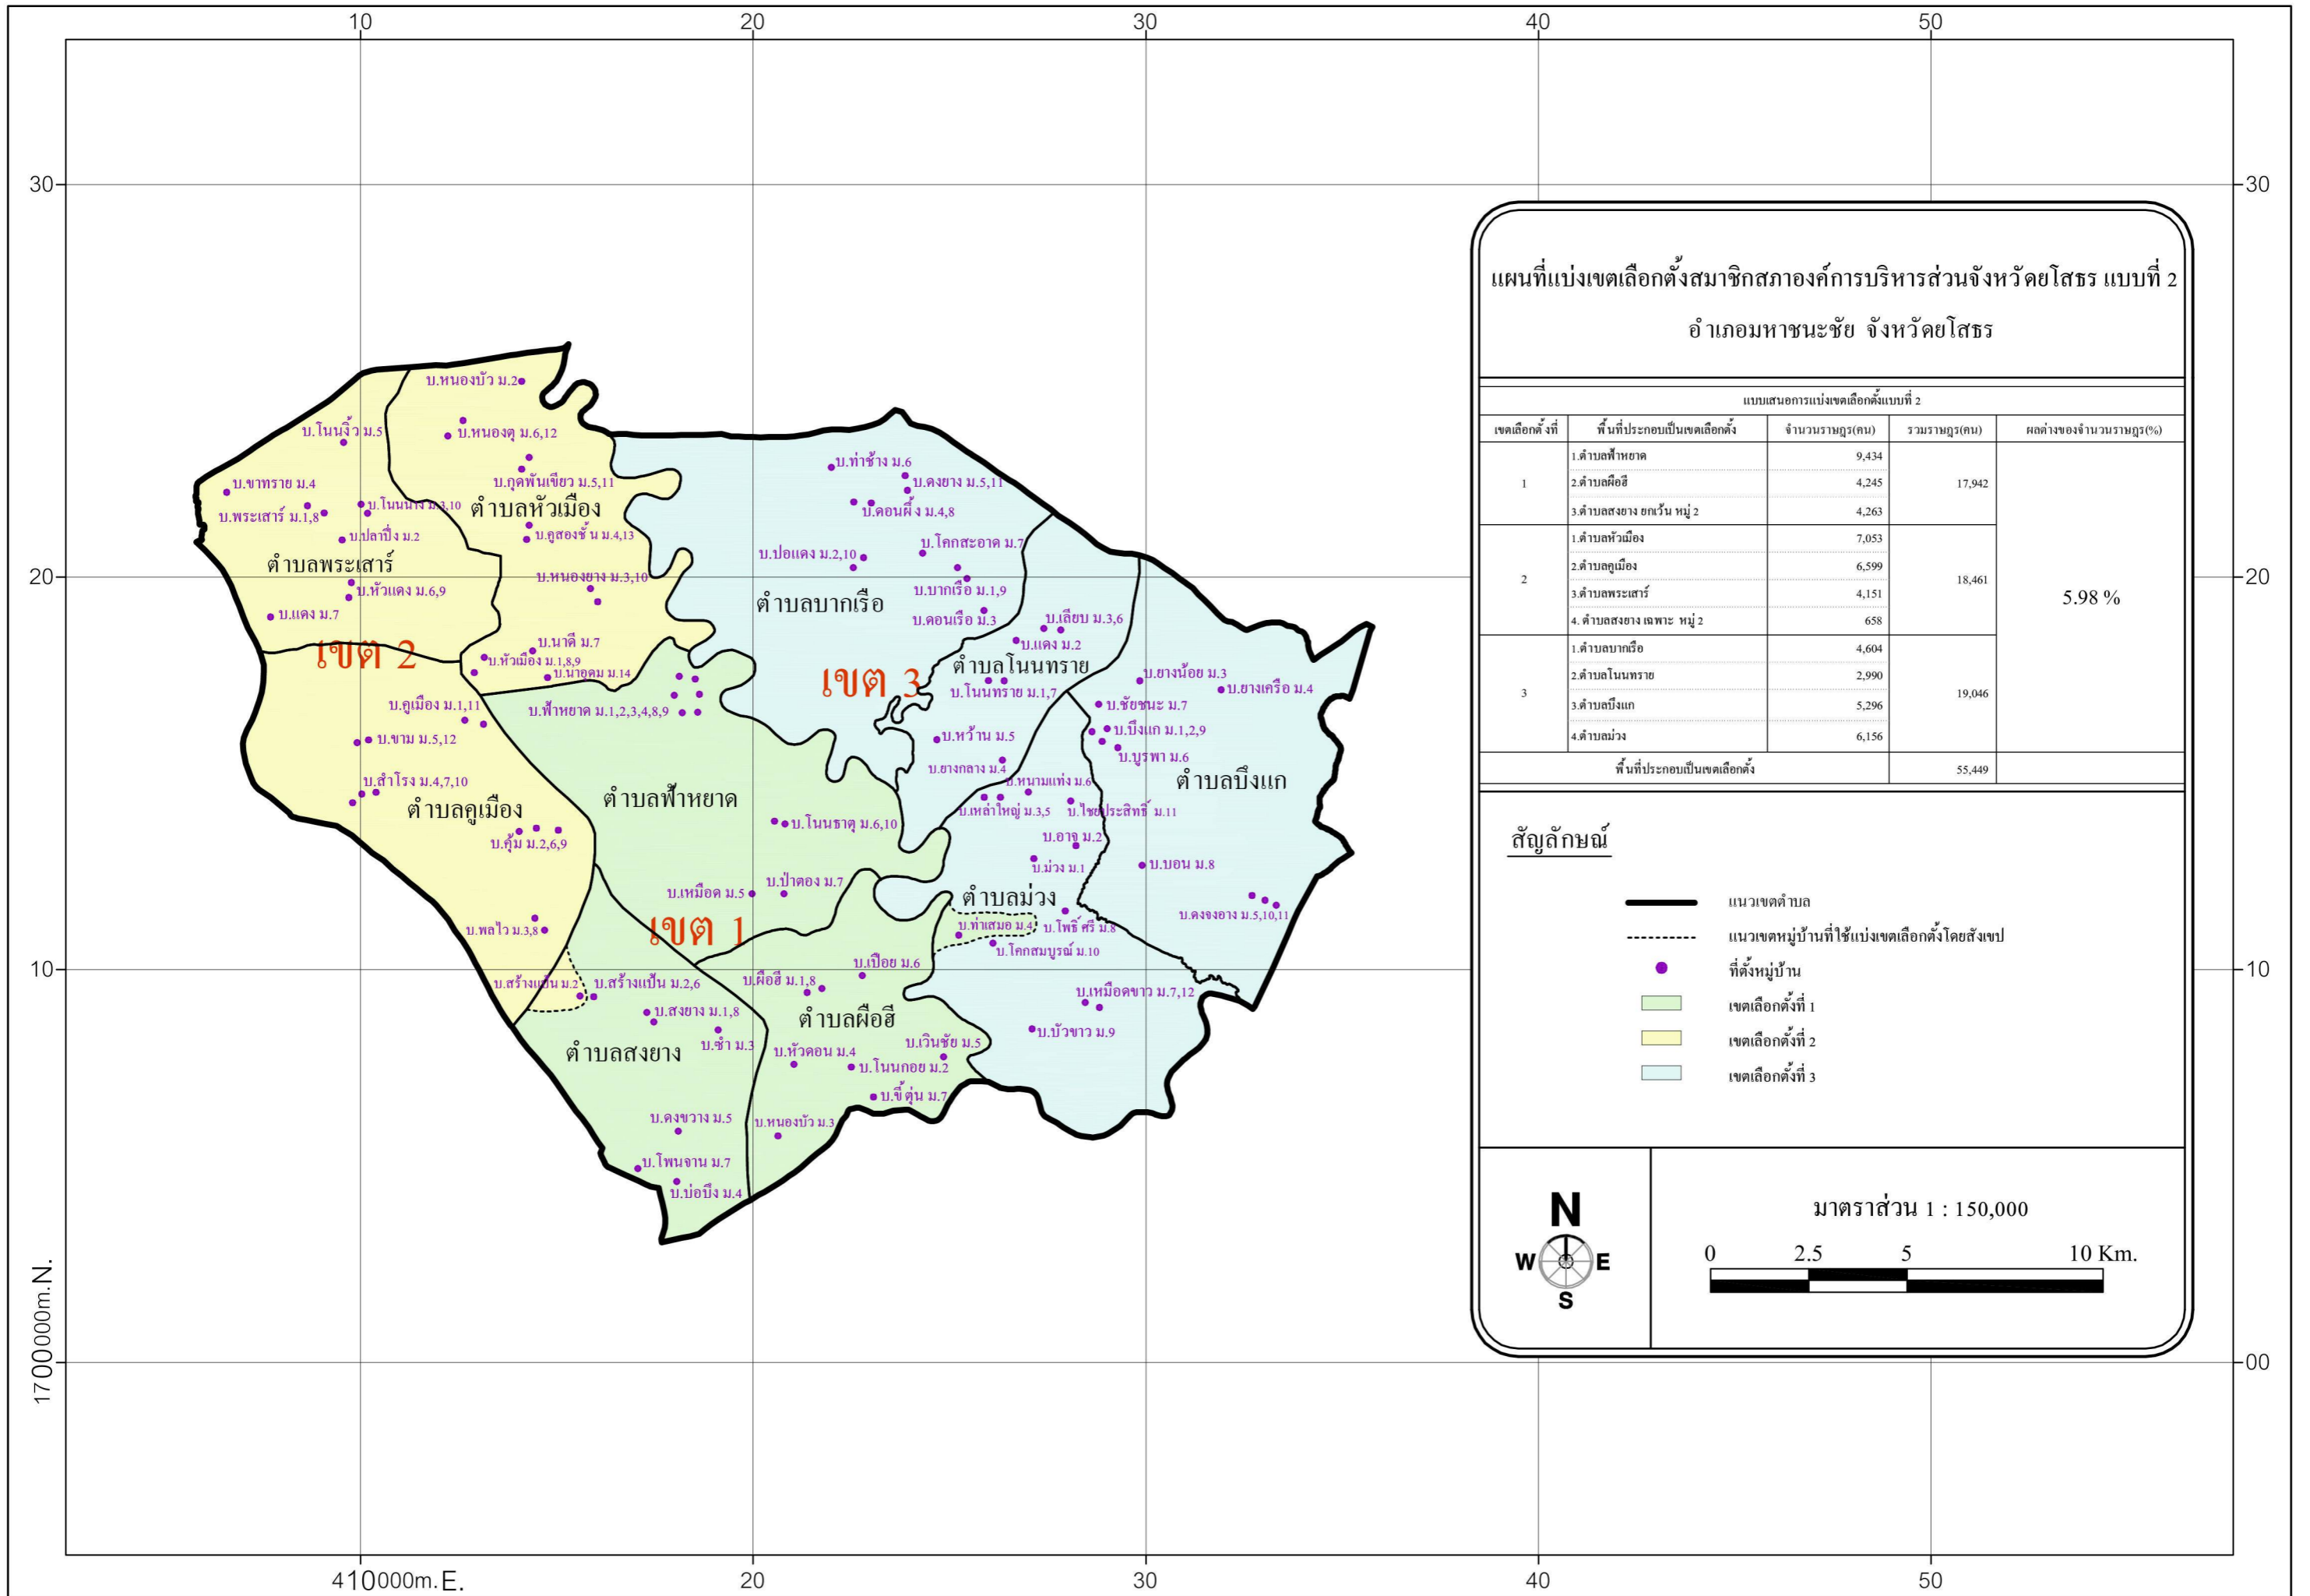 10 20 30 40 50
30 30
20 20
10 10
00
1700000m.N.
410000m.E. 20 30 40 50
บ.หนองบัว ม.2
บ.หนองตุ ม.6,12
บ.โนนงิ้ว ม.5
บ.กุดพันเขียว ม.5,11
บ.ขาทราย ม.4
บ.โนนนาง ม.3,10
บ.พระเสาร์ ม.1,8
ตำบลหัวเมือง
บ.ปลาปึ่ง ม.2
บ.คูสองชั้น ม.4,13
ตำบลพระเสาร์
บ.หนองยาง ม.3,10
บ.หัวแดง ม.6,9
บ.แดง ม.7
เขต 2
บ.นาดี ม.7
บ.หัวเมือง ม.1,8,9
บ.นาอุดม ม.14
บ.คูเมือง ม.1,11
บ.ขาม ม.5,12
บ.สำโรง ม.4,7,10
ตำบลคูเมือง
บ.คุ้ม ม.2,6,9
บ.พลไว ม.3,8
บ.สร้างแป้น ม.2
บ.ท่าช้าง ม.6
บ.ดงยาง ม.5,11
บ.ดอนผึ้ง ม.4,8
บ.ปอแดง ม.2,10
บ.โคกสะอาด ม.7
บ.บากเรือ ม.1,9
ตำบลบากเรือ
บ.ดอนเรือ ม.3
บ.เลียบ ม.3,6
บ.แดง ม.2
ตำบลโนนทราย
เขต 3
บ.โนนทราย ม.1,7
บ.ยางน้อย ม.3
บ.ยางเครือ ม.4
บ.ชัยชนะ ม.7
บ.บึงแก ม.1,2,9
บ.บูรพา ม.6
บ.หว้าน ม.5
บ.ยางกลาง ม.4
ตำบลบึงแก
บ.หนามแท่ง ม.6
บ.เหล่าใหญ่ ม.3,5
บ.ไชยประสิทธิ์ ม.11
บ.อาจ ม.2
บ.ม่วง ม.1
บ.บอน ม.8
ตำบลม่วง
บ.ดงจงอาง ม.5,10,11
บ.ท่าเสมอ ม.4
บ.โพธิ์ศรี ม.8
บ.โคกสมบูรณ์ ม.10
บ.เหมือดขาว ม.7,12
บ.บัวขาว ม.9
บ.ฟ้าหยาด ม.1,2,3,4,8,9
ตำบลฟ้าหยาด
บ.โนนธาตุ ม.6,10
บ.ป่าตอง ม.7
บ.เหมือด ม.5
เขต 1
บ.เปือย ม.6
บ.ผือฮี ม.1,8
บ.สร้างแป้น ม.2,6
บ.สงยาง ม.1,8
ตำบลผือฮี
บ.ซำ ม.3
บ.เวินชัย ม.5
ตำบลสงยาง
บ.หัวดอน ม.4
บ.โนนกอย ม.2
บ.ขี้ตุ่น ม.7
บ.ดงขวาง ม.5
บ.หนองบัว ม.3
บ.โพนจาน ม.7
บ.บ่อบึง ม.4
แผนที่แบ่งเขตเลือกตั้งสมาชิกสภาองค์การบริหารส่วนจังหวัดยโสธร แบบที่ 2
อำเภอมหาชนะชัย จังหวัดยโสธร
แบบเสนอการแบ่งเขตเลือกตั้งแบบที่ 2
เขตเลือกตั้งที่ พื้นที่ประกอบเป็นเขตเลือกตั้ง จำนวนราษฎร(คน) รวมราษฎร(คน) ผลต่างของจำนวนราษฎร(%)
1.ตำบลฟ้าหยาด 9,434
1 2.ตำบลผือฮี 4,245 17,942
3.ตำบลสงยาง ยกเว้น หมู่ 2 4,263
1.ตำบลหัวเมือง 7,053
2.ตำบลคูเมือง 6,599
2 18,461
3.ตำบลพระเสาร์ 4,151
5.98 %
4. ตำบลสงยาง เฉพาะ หมู่ 2 658
1.ตำบลบากเรือ 4,604
2.ตำบลโนนทราย 2,990
3 19,046
3.ตำบลบึงแก 5,296
4.ตำบลม่วง 6,156
พื้นที่ประกอบเป็นเขตเลือกตั้ง 55,449
สัญลักษณ์
แนวเขตตำบล
แนวเขตหมู่บ้านที่ใช้แบ่งเขตเลือกตั้งโดยสังเขป
ที่ตั้งหมู่บ้าน
เขตเลือกตั้งที่ 1
เขตเลือกตั้งที่ 2
เขตเลือกตั้งที่ 3
N
W E
S
มาตราส่วน 1 : 150,000
0 2.5 5 10 Km.